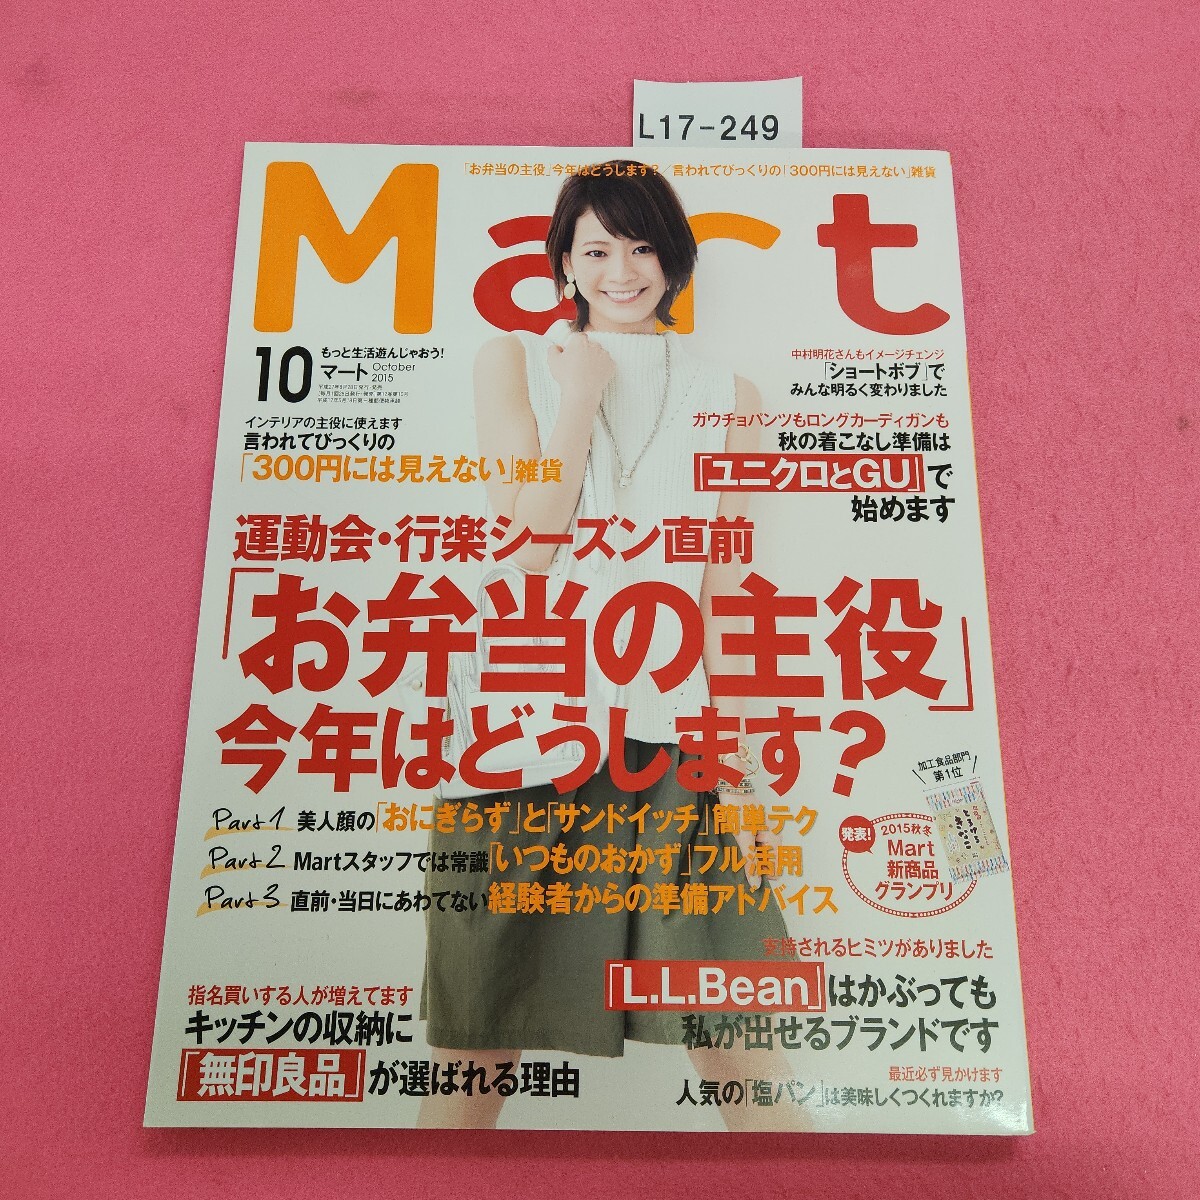 L17-249
「お弁当の主役」今年はどうします?／言われてびっくりの「300円には見えない」雑貨
Mart
10
もっと生活遊んじゃおう!
マート October
2015
中村明花さんもイメージチェンジ
「ショートボブ」で
みんな明るく変わりました
インテリアの主役に使えます
言われてびっくりの
「300円には見えない」雑貨
ガウチョパンツもロングカーディガンも
秋の着こなし準備は
「ユニクロとGU」で
始めます
運動会・行楽シーズン直前
「お弁当の主役」
今年はどうします?
Part1 美人顔の「おにぎらず」と「サンドイッチ」簡単テク
Part2 Martスタッフでは常識「いつものおかず」フル活用
Part3 直前・当日にあわてない経験者からの準備アドバイス
加工食品部門
第1位
発表!
2015秋冬
Mart
新商品
グランプリ
支持されるヒミツがありました
「L.L.Bean」はかぶっても
私が出せるブランドです
指名買いする人が増えてます
キッチンの収納に
「無印良品」が選ばれる理由
最近必ず見かけます
人気の「塩パン」は美味しくつくれますか?